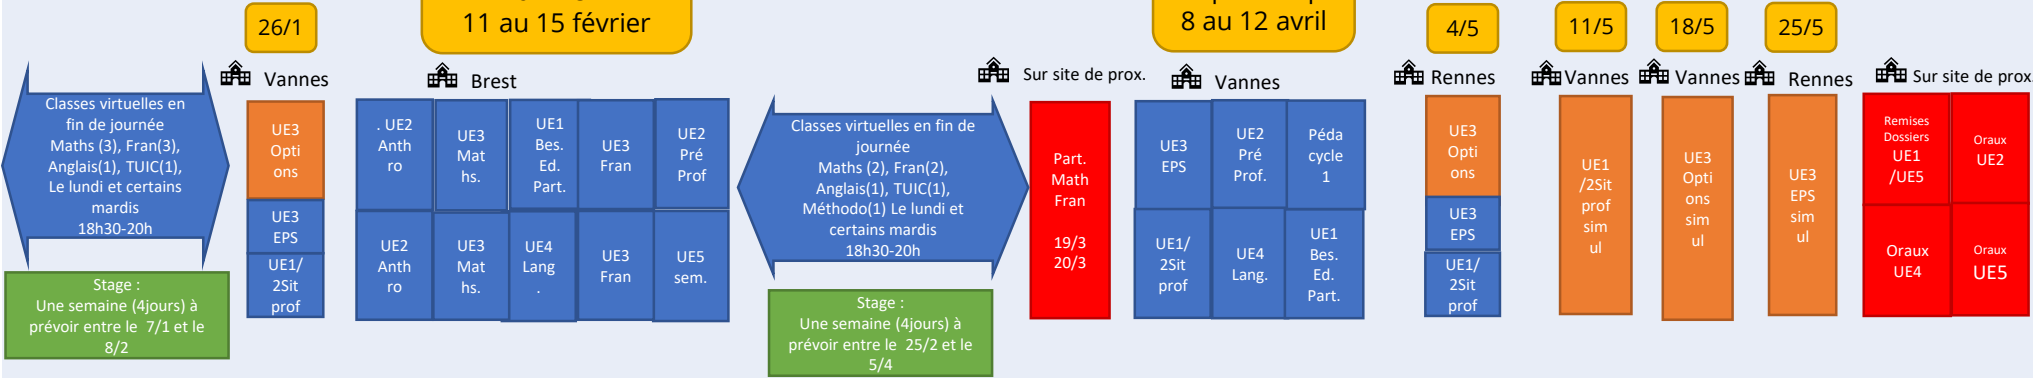 26/1
11 au 15 février
8 au 12 avril
4/5
11/5
18/5
25/5
Vannes
Brest
Sur site de prox.
Vannes
Rennes
Vannes
Vannes
Rennes
Sur site de prox.
Classes virtuelles en
fin de journée
Maths (3), Fran(3),
Anglais(1), TUIC(1),
Le lundi et certains
mardis
18h30-20h
Stage :
Une semaine (4jours) à
prévoir entre le 7/1 et le
8/2
UE3
Opti
ons
UE3
EPS
UE1/
2Sit
prof
. UE2
Anth
ro
UE3
Mat
hs.
UE1
Bes.
Ed.
Part.
UE3
Fran
UE2
Pré
Prof
UE2
Anth
ro
UE3
Mat
hs.
UE4
Lang
.
UE3
Fran
UE5
sem.
Classes virtuelles en fin de
journée
Maths (2), Fran(2),
Anglais(1), TUIC(1),
Méthodo(1) Le lundi et
certains mardis
18h30-20h
Stage :
Une semaine (4jours) à
prévoir entre le 25/2 et le
5/4
Part.
Math
Fran
19/3
20/3
UE3
EPS
UE2
Pré
Prof.
Péda
cycle
1
UE1/
2Sit
prof
UE4
Lang.
UE1
Bes.
Ed.
Part.
UE3
Opti
ons
UE3
EPS
UE1/
2Sit
prof
UE1
/2Sit
prof
sim
ul
UE3
Opti
ons
sim
ul
UE3
EPS
sim
ul
Remises
Dossiers
UE1
/UE5
Oraux
UE2
Oraux
UE4
Oraux
UE5